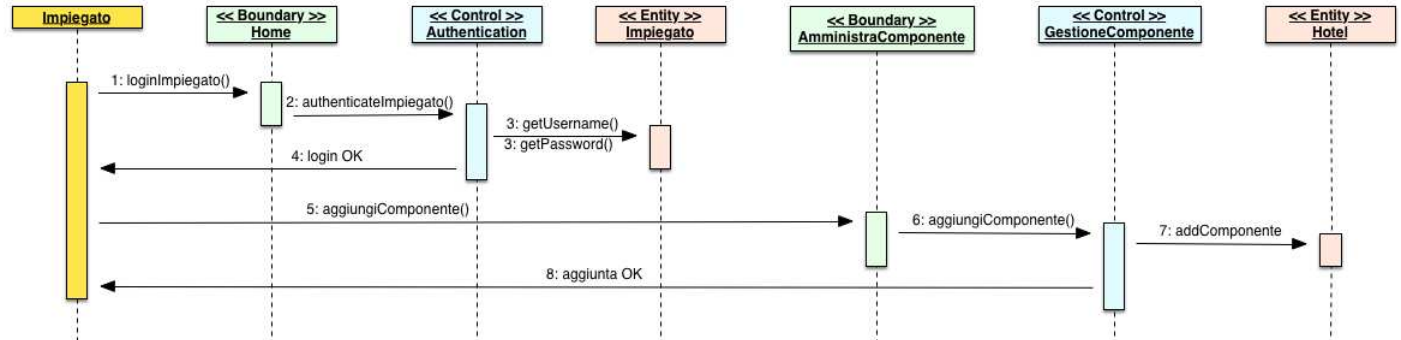 Impiegato
<< Boundary >>
Home
<< Control >>
Authentication
<< Entity >>
Impiegato
<< Boundary >>
AmministraComponente
<< Control >>
GestioneComponente
<< Entity >>
Hotel
1: loginImpiegato()
2: authenticateImpiegato()
3: getUsername()
3: getPassword()
4: login OK
5: aggiungiComponente()
6: aggiungiComponente()
7: addComponente
8: aggiunta OK